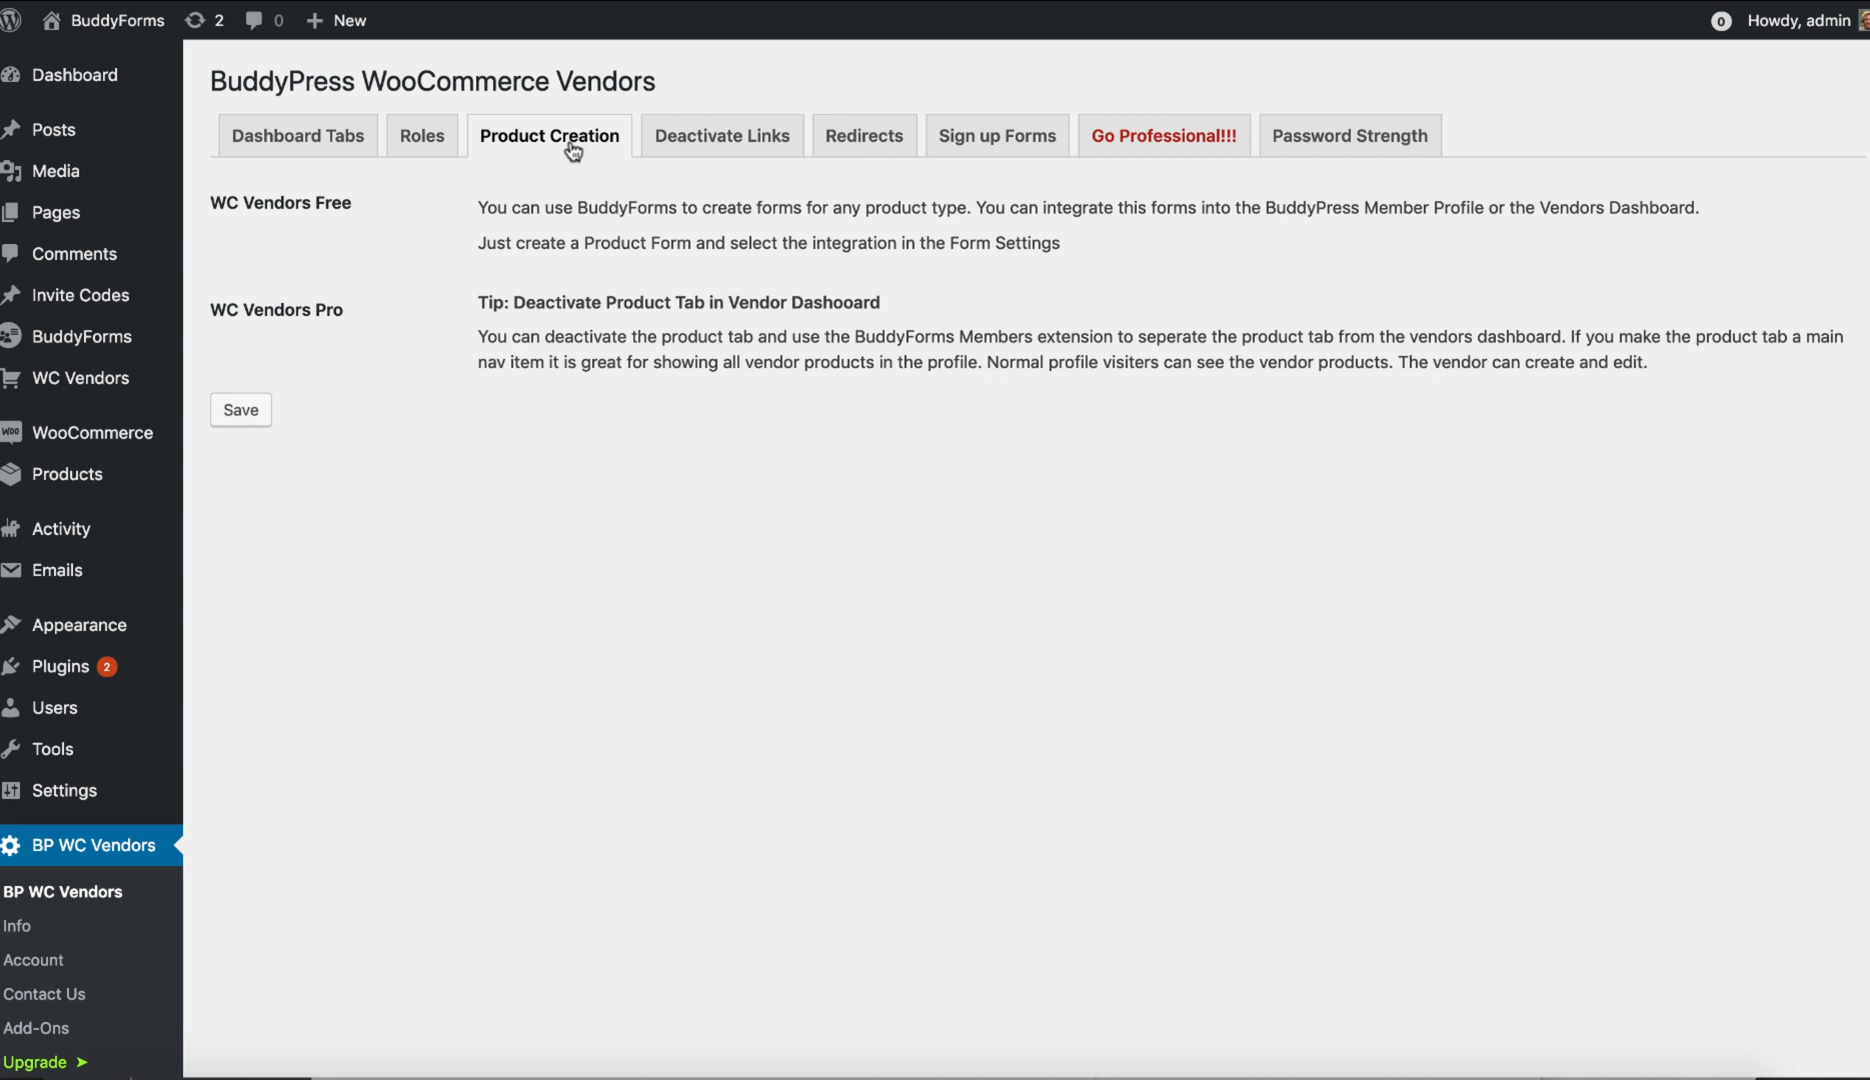 BuddyForms 2 0 New 0 Howdy, admin
Dashboard
Posts
Media
Pages
Comments
Invite Codes
BuddyForms
WC Vendors
WOO WooCommerce
Products
Activity
Emails
Appearance
Plugins 2
Users
Tools
Settings
BP WC Vendors
BP WC Vendors
Info
Account
Contact Us
Add-Ons
Upgrade ➤
BuddyPress WooCommerce Vendors
Dashboard Tabs Roles Product Creation Deactivate Links Redirects Sign up Forms Go Professional!!! Password Strength
WC Vendors Free
You can use BuddyForms to create forms for any product type. You can integrate this forms into the BuddyPress Member Profile or the Vendors Dashboard.
Just create a Product Form and select the integration in the Form Settings
WC Vendors Pro
Tip: Deactivate Product Tab in Vendor Dashooard
You can deactivate the product tab and use the BuddyForms Members extension to seperate the product tab from the vendors dashboard. If you make the product tab a main
nav item it is great for showing all vendor products in the profile. Normal profile visiters can see the vendor products. The vendor can create and edit.
Save